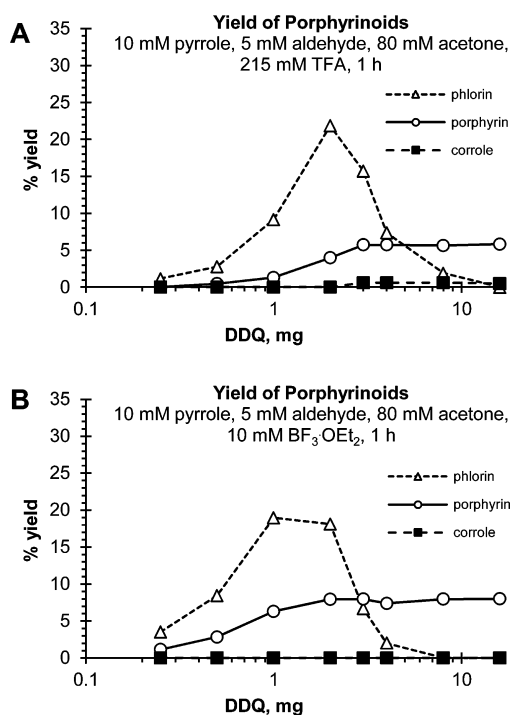 A
Yield of Porphyrinoids
10 mM pyrrole, 5 mM aldehyde, 80 mM acetone,
215 mM TFA, 1 h
35
30
25
20
15
10
5
0
% yield
phlorin
porphyrin
corrole
0.1
1
10
DDQ, mg
B
Yield of Porphyrinoids
10 mM pyrrole, 5 mM aldehyde, 80 mM acetone,
10 mM BF₃·OEt₂, 1 h
35
30
25
20
15
10
5
0
% yield
phlorin
porphyrin
corrole
0.1
1
10
DDQ, mg